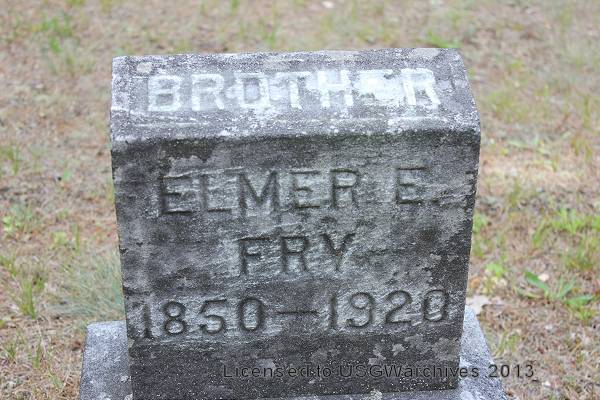 BROTHER
ELMER E.
FRY
1850—1920
Licensed to USGWarchives 2013